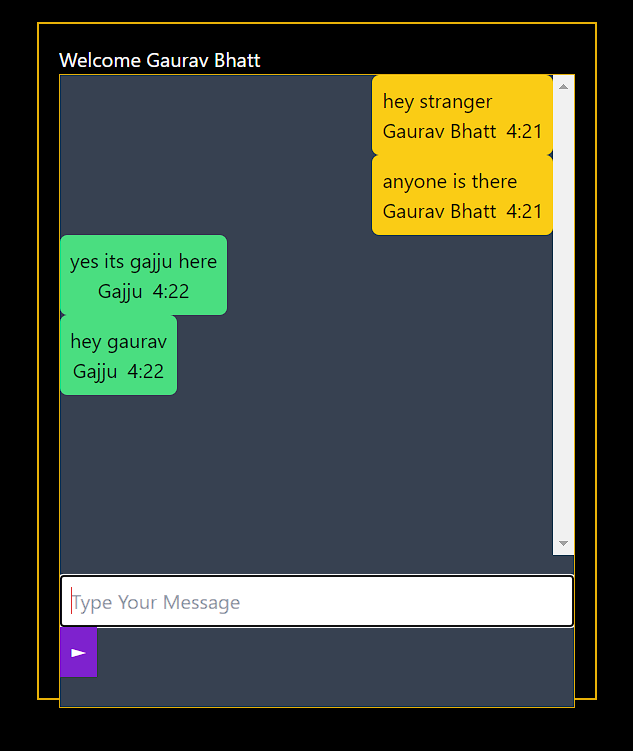 Welcome Gaurav Bhatt
hey stranger
Gaurav Bhatt 4:21
anyone is there
Gaurav Bhatt 4:21
yes its gajju here
Gajju 4:22
hey gaurav
Gajju 4:22
Type Your Message